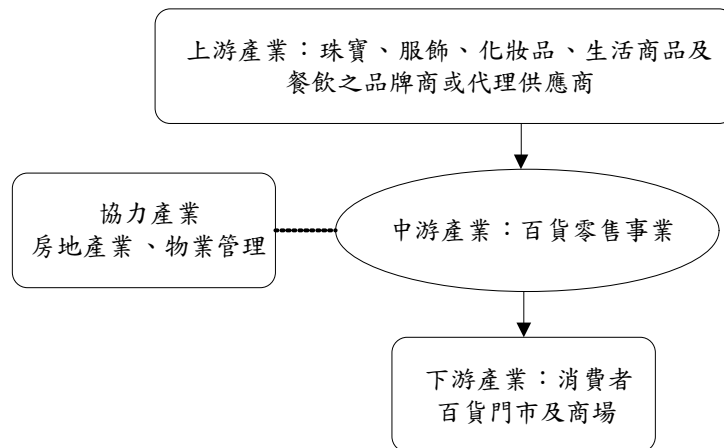 上游產業：珠寶、服飾、化妝品、生活商品及
餐飲之品牌商或代理供應商
協力產業
房地產業、物業管理
中游產業：百貨零售事業
下游產業：消費者
百貨門市及商場